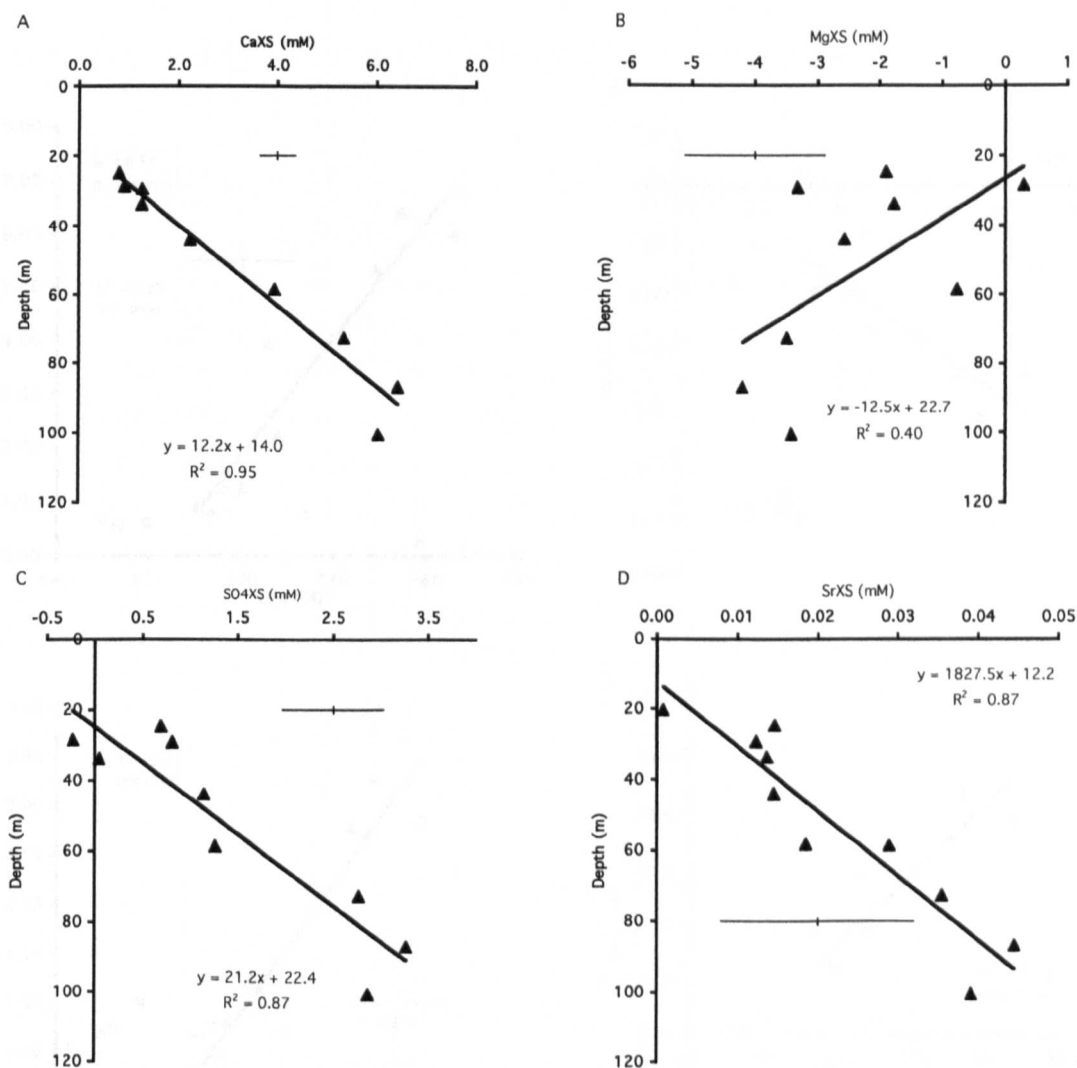 A
CaXS (mM)
0.0 2.0 4.0 6.0 8.0
0
20
40
60
80
100
120
Depth (m)
y = 12.2x + 14.0
R² = 0.95
B
MgXS (mM)
-6 -5 -4 -3 -2 -1 0 1
0
20
40
60
80
100
120
Depth (m)
y = -12.5x + 22.7
R² = 0.40
C
SO4XS (mM)
-0.5 0.5 1.5 2.5 3.5
0
20
40
60
80
100
120
Depth (m)
y = 21.2x + 22.4
R² = 0.87
D
SrXS (mM)
0.00 0.01 0.02 0.03 0.04 0.05
0
20
40
60
80
100
120
Depth (m)
y = 1827.5x + 12.2
R² = 0.87